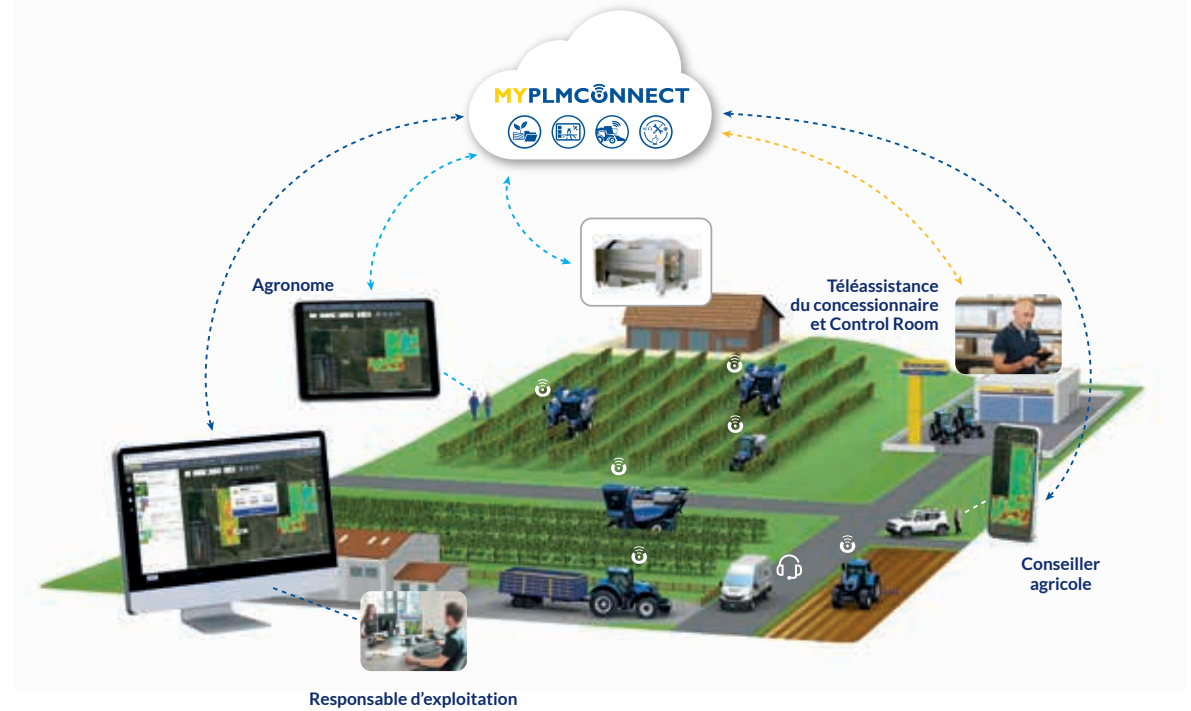 MYPLMCONNECT
Agronome
Téléassistance
du concessionnaire
et Control Room
Conseiller
agricole
Responsable d'exploitation